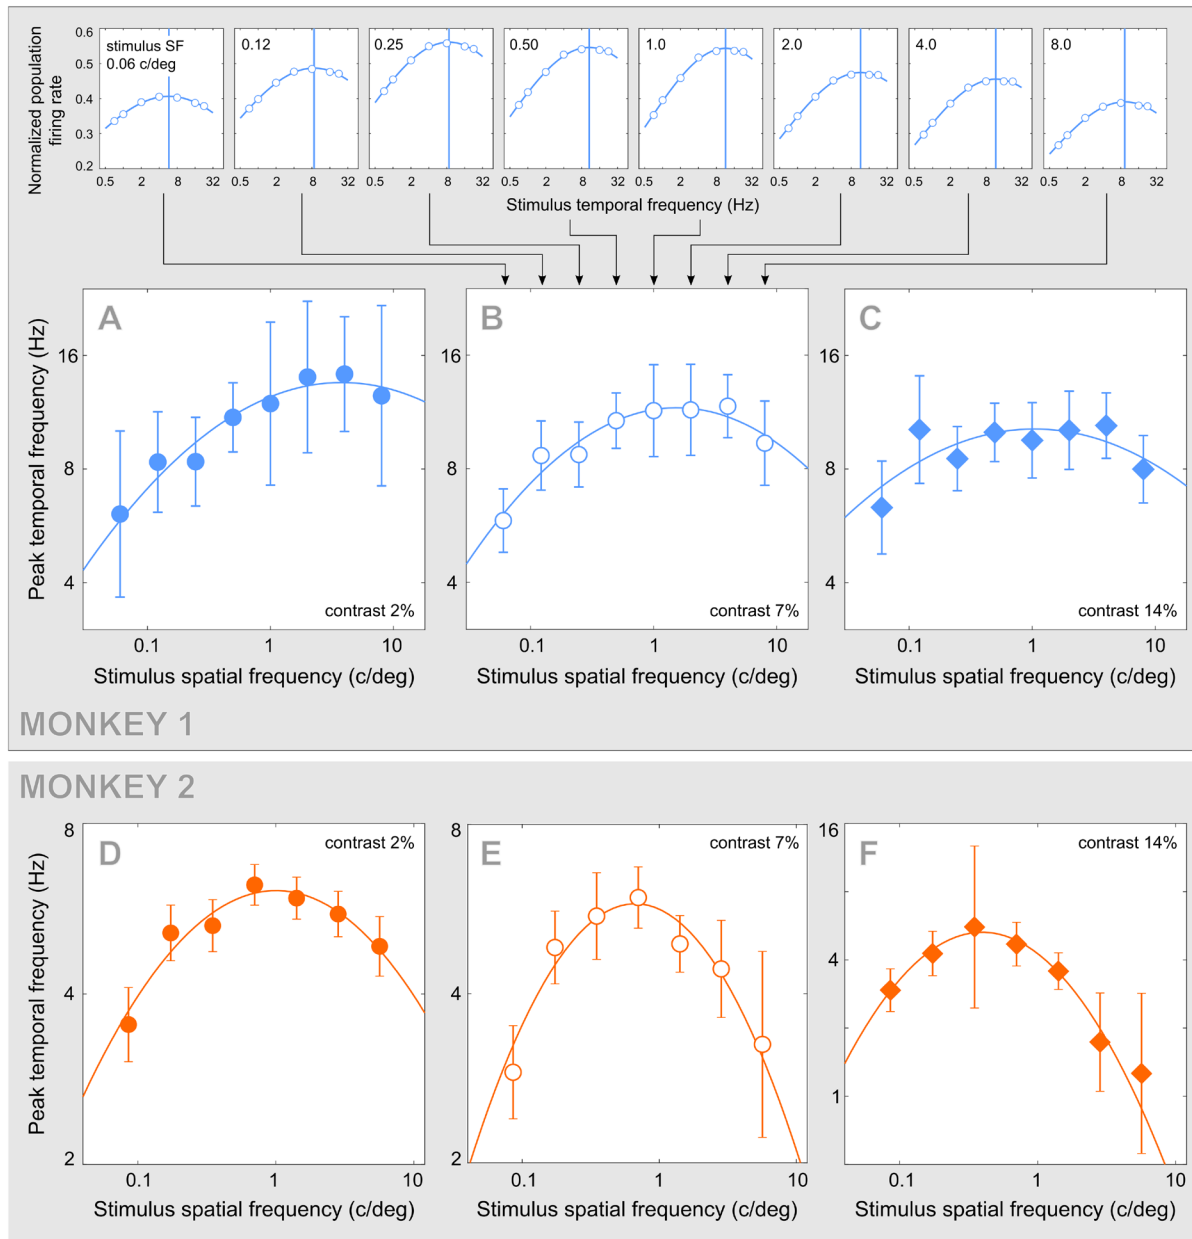 stimulus SF
0.06 c/deg
0.12
0.25
0.50
1.0
2.0
4.0
8.0
Normalized population
firing rate
0.6
0.5
0.4
0.3
0.2
0.5 2 8 32
0.5 2 8 32
0.5 2 8 32
0.5 2 8 32
0.5 2 8 32
0.5 2 8 32
0.5 2 8 32
0.5 2 8 32
Stimulus temporal frequency (Hz)
A
B
C
Peak temporal frequency (Hz)
16
8
4
16
8
4
16
8
4
contrast 2%
contrast 7%
contrast 14%
0.1 1 10
0.1 1 10
0.1 1 10
Stimulus spatial frequency (c/deg)
Stimulus spatial frequency (c/deg)
Stimulus spatial frequency (c/deg)
MONKEY 1
MONKEY 2
D
contrast 2%
E
contrast 7%
F
contrast 14%
Peak temporal frequency (Hz)
8
4
2
8
4
2
16
4
1
0.1 1 10
0.1 1 10
0.1 1 10
Stimulus spatial frequency (c/deg)
Stimulus spatial frequency (c/deg)
Stimulus spatial frequency (c/deg)